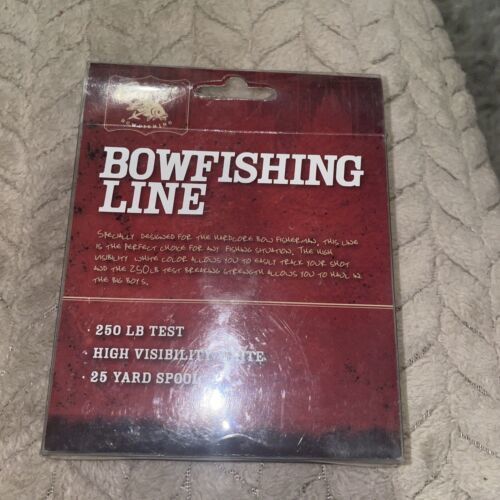 BOWFISHING
BOWFISHING
LINE
SPECIALLY DESIGNED FOR THE HARDCORE BOW FISHERMAN, THIS LINE
IS THE PERFECT CHOICE FOR ANY FISHING SITUATION. THE HIGH
VISIBILITY WHITE COLOR ALLOWS YOU TO EASILY TRACK YOUR SHOT
AND THE 250LB TEST BREAKING STRENGTH ALLOWS YOU TO HAUL IN
THE BIG BOYS.
· 250 LB TEST
· HIGH VISIBILITY WHITE
· 25 YARD SPOOL